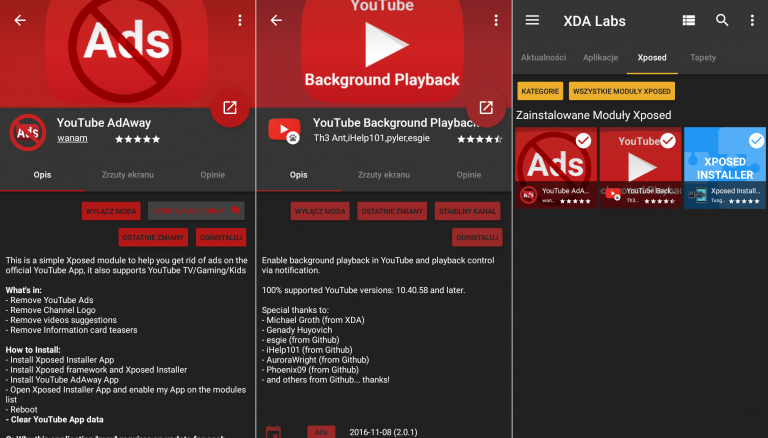 Ads
YouTube AdAway
wanam
Opis
Zrzuty ekranu
Opinie
WYŁĄCZ MODA
OSTATNIE ZMIANY
ODINSTALUJ
This is a simple Xposed module to help you get rid of ads on the
official YouTube App, it also supports YouTube TV/Gaming/Kids
What's in:
- Remove YouTube Ads
- Remove Channel Logo
- Remove videos suggestions
- Remove Information card teasers
How to Install:
- Install Xposed Installer App
- Install Xposed framework and Xposed Installer
- Install YouTube AdAway App
- Open Xposed Installer App and enable my App on the modules
list
- Reboot
- Clear YouTube App data
YouTube
Background Playback
YouTube Background Playback
Th3 Ant,iHelp101,pyler,esgie
Opis
Zrzuty ekranu
Opinie
WYŁĄCZ MODA
OSTATNIE ZMIANY
STABILNY KANAŁ
ODINSTALUJ
Enable background playback in YouTube and playback control
via notification.
100% supported YouTube versions: 10.40.58 and later.
Special thanks to:
- Michael Groth (from XDA)
- Genady Huyovich
- esgie (from Github)
- iHelp101 (from Github)
- AuroraWright (from Github)
- Phoenix09 (from Github)
- and others from Github... thanks!
2016-11-08 (2.0.1)
XDA Labs
Aktualności
Aplikacje
Xposed
Tapety
KATEGORIE
WSZYSTKIE MODUŁY XPOSED
Zainstalowane Moduły Xposed
Ads
YouTube AdA...
wan...
YouTube
YouTube Back...
Th3...
XPOSED
INSTALLER
Xposed Install...
Tung...